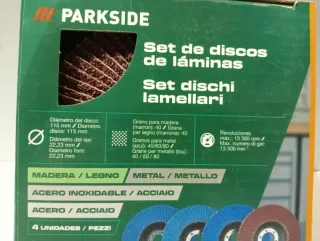 PARKSIDE
Set de discos
de láminas
Set dischi
lamellari
Diámetro del disco:
115 mm // Diametro
disco: 115 mm
Diámetro del eje:
22,23 mm //
Diametro foro:
22,23 mm
Grano para madera
(marrón): 40 // Grana
per legno (marrone): 40
Grano para metal
(azul): 40/60/80 //
Grana per metallo (blu):
40 / 60 / 80
Revoluciones
máx.: 13 300 rpm //
Max. numero di giri:
13 300 min⁻¹
MADERA / LEGNO / METAL / METALLO
ACERO INOXIDABLE / ACCIAIO
ACERO / ACCIAIO
4 UNIDADES / PEZZI